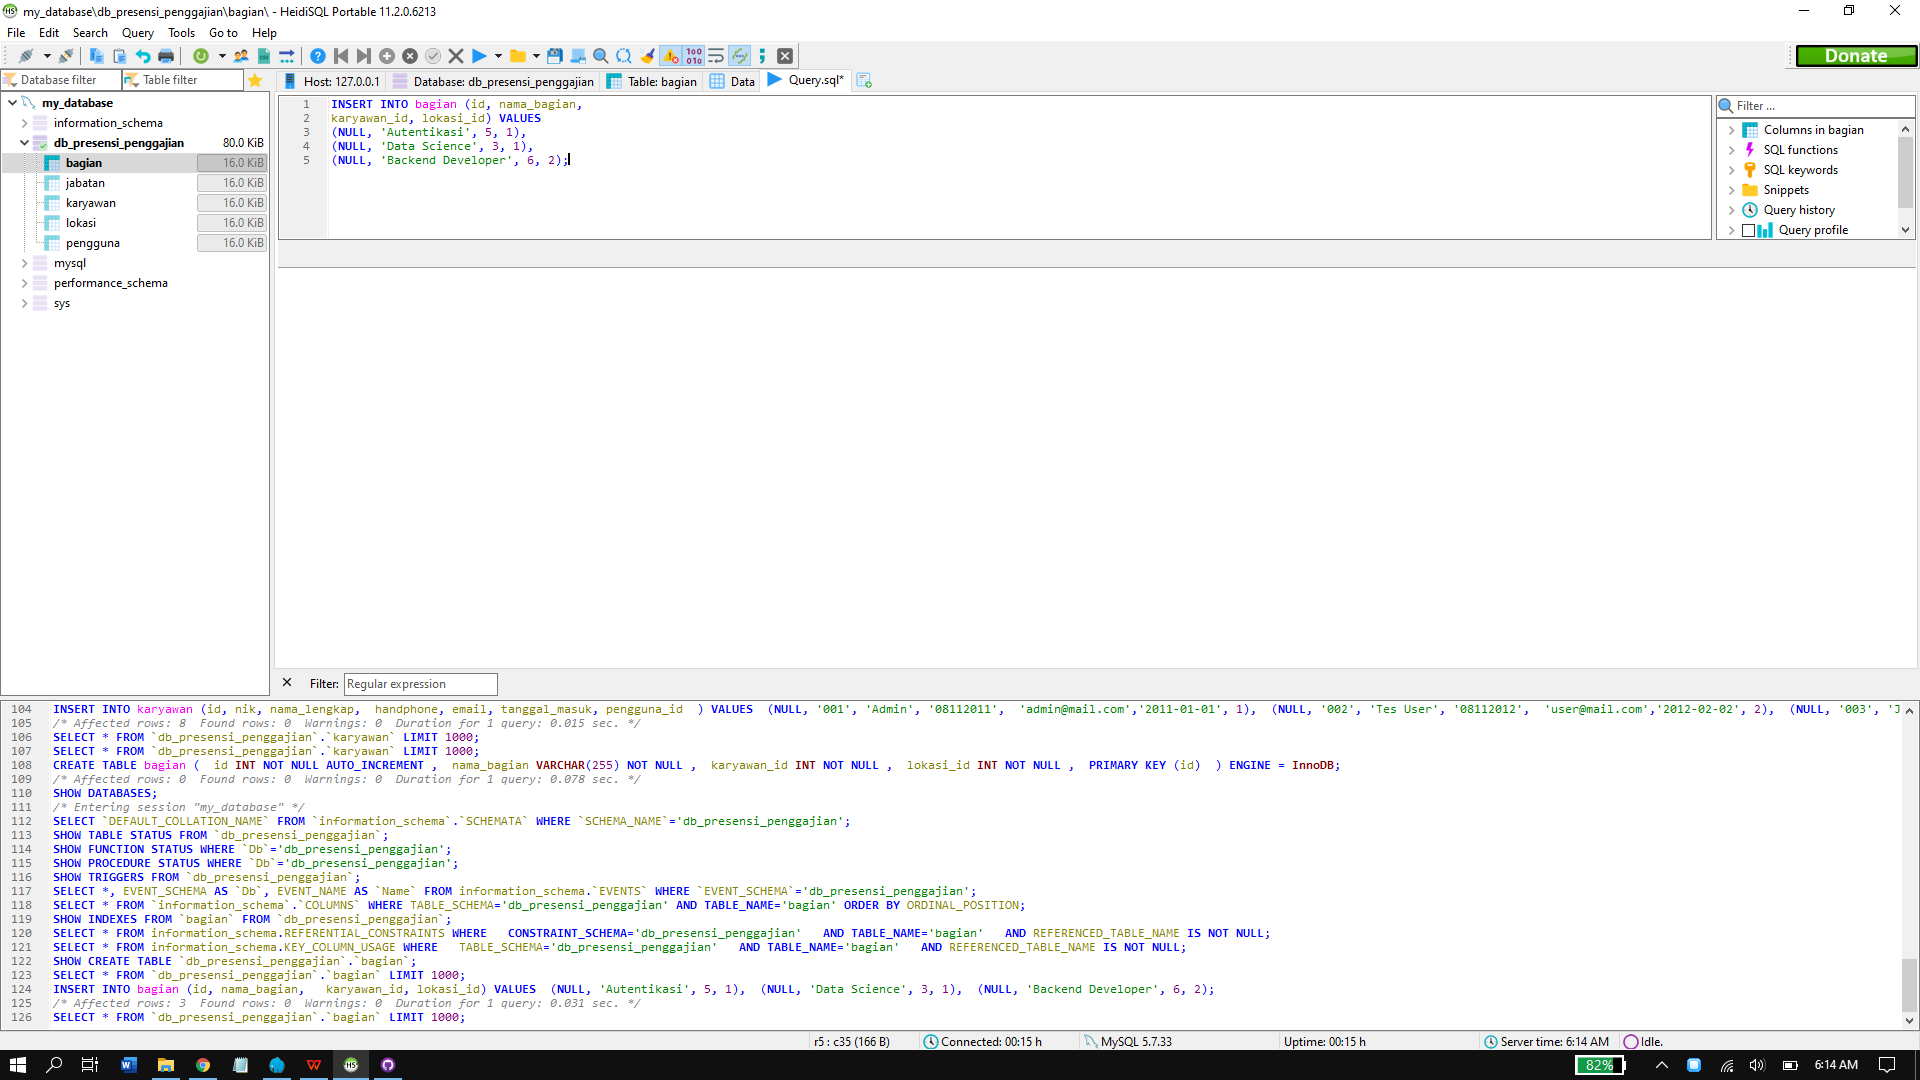 my_database\db_presensi_penggajian\bagian\ - HeidiSQL Portable 11.2.0.6213
File Edit Search Query Tools Go to Help
Donate
Database filter Table filter
Host: 127.0.0.1 Database: db_presensi_penggajian Table: bagian Data Query.sql*
my_database
information_schema
db_presensi_penggajian 80.0 KiB
bagian 16.0 KiB
jabatan 16.0 KiB
karyawan 16.0 KiB
lokasi 16.0 KiB
pengguna 16.0 KiB
mysql
performance_schema
sys
1 INSERT INTO bagian (id, nama_bagian,
2 karyawan_id, lokasi_id) VALUES
3 (NULL, 'Autentikasi', 5, 1),
4 (NULL, 'Data Science', 3, 1),
5 (NULL, 'Backend Developer', 6, 2);
Filter ...
Columns in bagian
SQL functions
SQL keywords
Snippets
Query history
Query profile
Filter: Regular expression
104 INSERT INTO karyawan (id, nik, nama_lengkap, handphone, email, tanggal_masuk, pengguna_id ) VALUES (NULL, '001', 'Admin', '08112011', 'admin@mail.com','2011-01-01', 1), (NULL, '002', 'Tes User', '08112012', 'user@mail.com','2012-02-02', 2), (NULL, '003', 'J
105 /* Affected rows: 8 Found rows: 0 Warnings: 0 Duration for 1 query: 0.015 sec. */
106 SELECT * FROM `db_presensi_penggajian`.`karyawan` LIMIT 1000;
107 SELECT * FROM `db_presensi_penggajian`.`karyawan` LIMIT 1000;
108 CREATE TABLE bagian ( id INT NOT NULL AUTO_INCREMENT , nama_bagian VARCHAR(255) NOT NULL , karyawan_id INT NOT NULL , lokasi_id INT NOT NULL , PRIMARY KEY (id) ) ENGINE = InnoDB;
109 /* Affected rows: 0 Found rows: 0 Warnings: 0 Duration for 1 query: 0.078 sec. */
110 SHOW DATABASES;
111 /* Entering session "my_database" */
112 SELECT `DEFAULT_COLLATION_NAME` FROM `information_schema`.`SCHEMATA` WHERE `SCHEMA_NAME`='db_presensi_penggajian';
113 SHOW TABLE STATUS FROM `db_presensi_penggajian`;
114 SHOW FUNCTION STATUS WHERE `Db`='db_presensi_penggajian';
115 SHOW PROCEDURE STATUS WHERE `Db`='db_presensi_penggajian';
116 SHOW TRIGGERS FROM `db_presensi_penggajian`;
117 SELECT *, EVENT_SCHEMA AS `Db`, EVENT_NAME AS `Name` FROM information_schema.`EVENTS` WHERE `EVENT_SCHEMA`='db_presensi_penggajian';
118 SELECT * FROM `information_schema`.`COLUMNS` WHERE TABLE_SCHEMA='db_presensi_penggajian' AND TABLE_NAME='bagian' ORDER BY ORDINAL_POSITION;
119 SHOW INDEXES FROM `bagian` FROM `db_presensi_penggajian`;
120 SELECT * FROM information_schema.REFERENTIAL_CONSTRAINTS WHERE CONSTRAINT_SCHEMA='db_presensi_penggajian' AND TABLE_NAME='bagian' AND REFERENCED_TABLE_NAME IS NOT NULL;
121 SELECT * FROM information_schema.KEY_COLUMN_USAGE WHERE TABLE_SCHEMA='db_presensi_penggajian' AND TABLE_NAME='bagian' AND REFERENCED_TABLE_NAME IS NOT NULL;
122 SHOW CREATE TABLE `db_presensi_penggajian`.`bagian`;
123 SELECT * FROM `db_presensi_penggajian`.`bagian` LIMIT 1000;
124 INSERT INTO bagian (id, nama_bagian, karyawan_id, lokasi_id) VALUES (NULL, 'Autentikasi', 5, 1), (NULL, 'Data Science', 3, 1), (NULL, 'Backend Developer', 6, 2);
125 /* Affected rows: 3 Found rows: 0 Warnings: 0 Duration for 1 query: 0.031 sec. */
126 SELECT * FROM `db_presensi_penggajian`.`bagian` LIMIT 1000;
r5 : c35 (166 B) Connected: 00:15 h MySQL 5.7.33 Uptime: 00:15 h Server time: 6:14 AM Idle.
82% 6:14 AM